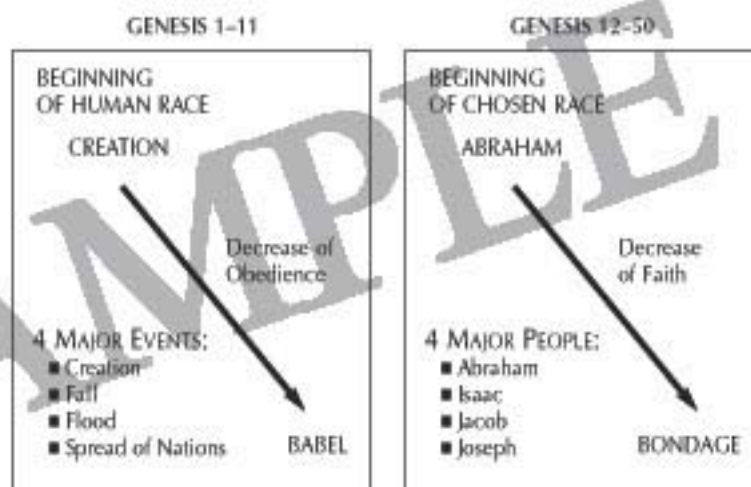 GENESIS 1–11
BEGINNING
OF HUMAN RACE
CREATION
Decrease of
Obedience
4 MAJOR EVENTS:
■ Creation
■ Fall
■ Flood
■ Spread of Nations
BABEL
GENESIS 12–50
BEGINNING
OF CHOSEN RACE
ABRAHAM
Decrease
of Faith
4 MAJOR PEOPLE:
■ Abraham
■ Isaac
■ Jacob
■ Joseph
BONDAGE
AMPLE